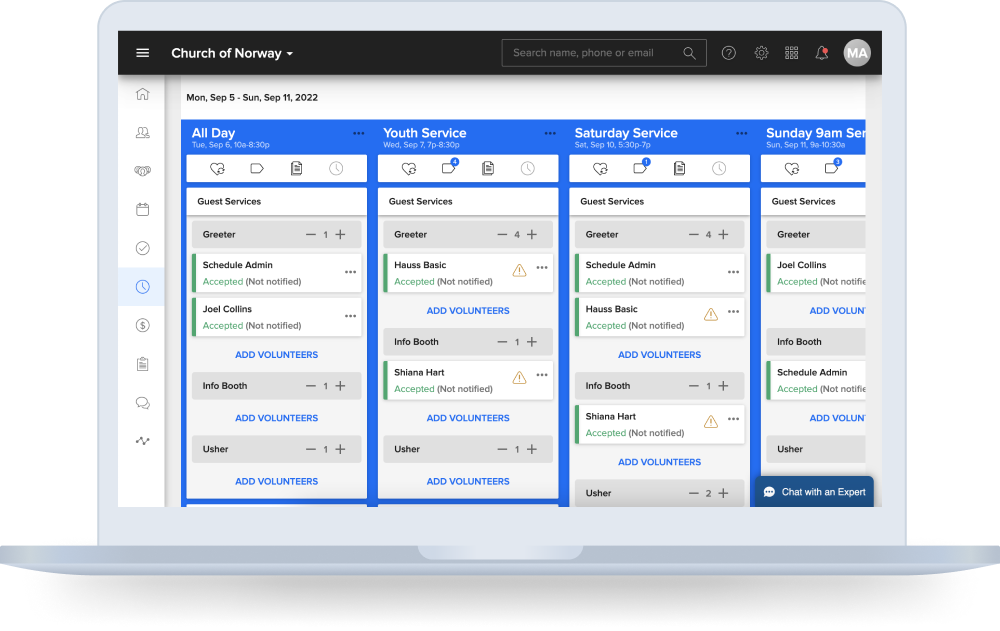 Church of Norway
Search name, phone or email
MA
Mon, Sep 5 - Sun, Sep 11, 2022
All Day
Tue, Sep 6, 10a-8:30p
Guest Services
Greeter
1
Schedule Admin
Accepted (Not notified)
Joel Collins
Accepted (Not notified)
ADD VOLUNTEERS
Info Booth
1
ADD VOLUNTEERS
Usher
1
ADD VOLUNTEERS
Youth Service
Wed, Sep 7, 7p-8:30p
4
Guest Services
Greeter
4
Hauss Basic
Accepted (Not notified)
ADD VOLUNTEERS
Info Booth
1
Shiana Hart
Accepted (Not notified)
ADD VOLUNTEERS
Usher
1
ADD VOLUNTEERS
Saturday Service
Sat, Sep 10, 5:30p-7p
1
Guest Services
Greeter
4
Schedule Admin
Accepted (Not notified)
Hauss Basic
Accepted (Not notified)
ADD VOLUNTEERS
Info Booth
1
Shiana Hart
Accepted (Not notified)
ADD VOLUNTEERS
Usher
2
Sunday 9am Ser
Sun, Sep 11, 9a-10:30a
3
Guest Services
Greeter
Joel Collins
Accepted (Not notifie
ADD VOLUN
Info Booth
Schedule Admin
Accepted (Not notifie
ADD VOLUN
Usher
Chat with an Expert